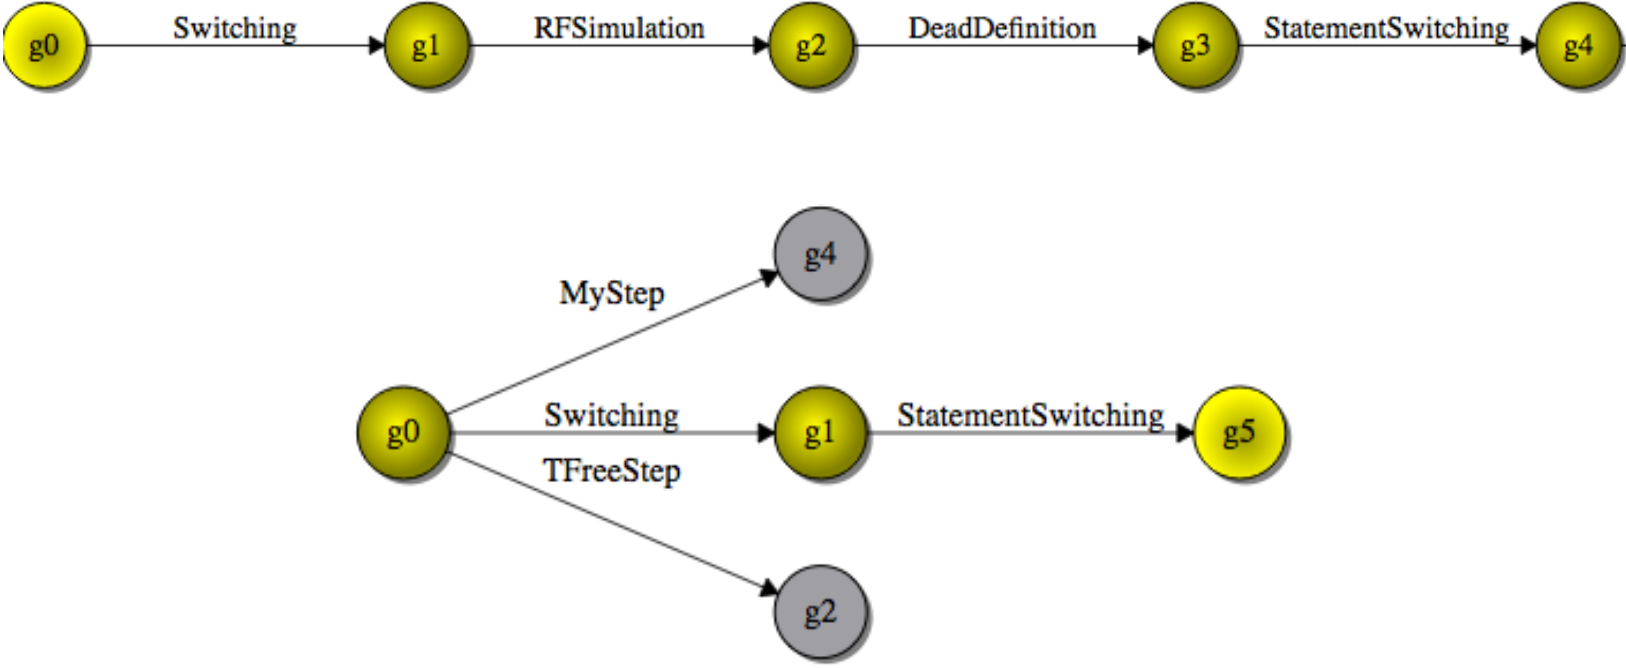 g0 Switching g1 RFSimulation g2 DeadDefinition g3 StatementSwitching g4
g4
MyStep
g0 Switching g1 StatementSwitching g5
TFreeStep
g2